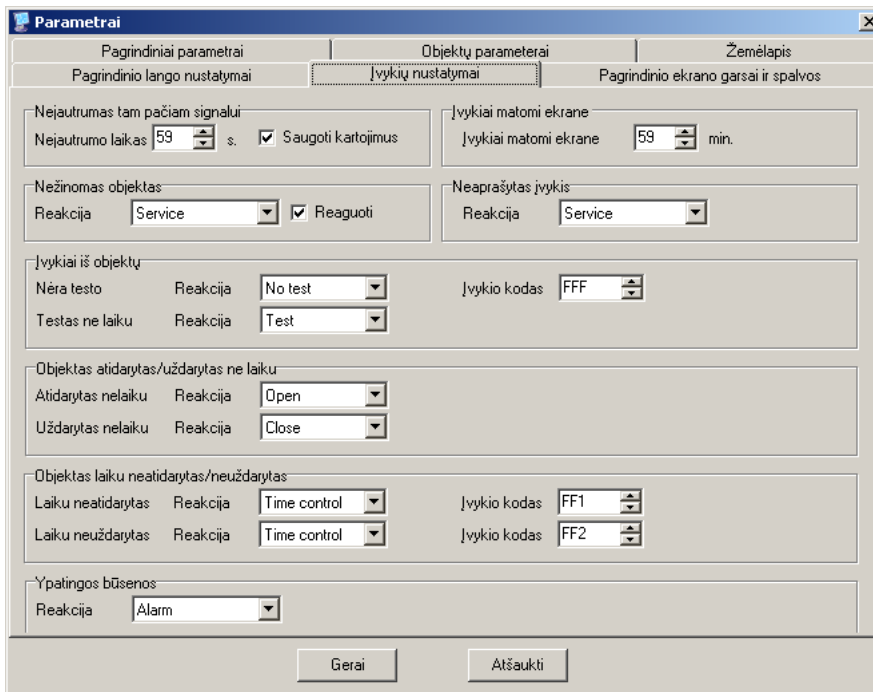 Parametrai
Pagrindiniai parametrai Objektų parameterai Žemėlapis
Pagrindinio lango nustatymai Įvykių nustatymai Pagrindinio ekrano garsai ir spalvos
Nejautrumas tam pačiam signalui Įvykiai matomi ekrane
Nejautrumo laikas 59 s. Saugoti kartojimus Įvykiai matomi ekrane 59 min.
Nežinomas objektas Neaprašytas įvykis
Reakcija Service Reaguoti Reakcija Service
Įvykiai iš objektų
Nėra testo Reakcija No test Įvykio kodas FFF
Testas ne laiku Reakcija Test
Objektas atidarytas/uždarytas ne laiku
Atidarytas nelaiku Reakcija Open
Uždarytas nelaiku Reakcija Close
Objektas laiku neatidarytas/neuždarytas
Laiku neatidarytas Reakcija Time control Įvykio kodas FF1
Laiku neuždarytas Reakcija Time control Įvykio kodas FF2
Ypatingos būsenos
Reakcija Alarm
Gerai Atšaukti